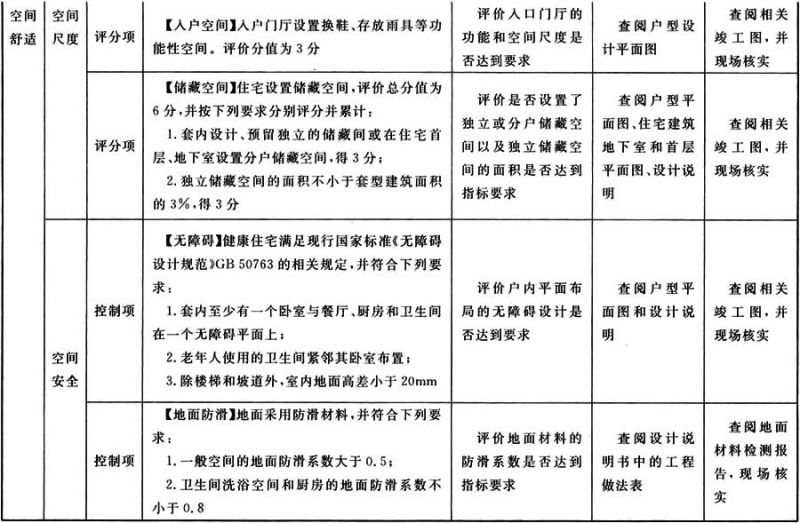 空间
舒适
空间
尺度
评分项
【入户空间】入户门厅设置换鞋、存放雨具等功
能性空间。评价分值为 3 分
评价入口门厅的
功能和空间尺度是
否达到要求
查阅户型设
计平面图
查阅相关
竣工图,并
现场核实
评分项
【储藏空间】住宅设置储藏空间,评价总分值为
6 分,并按下列要求分别评分并累计:
1. 套内设计、预留独立的储藏间或在住宅首
层、地下室设置分户储藏空间,得 3 分;
2. 独立储藏空间的面积不小于套型建筑面积
的 3%,得 3 分
评价是否设置了
独立或分户储藏空
间以及独立储藏空
间的面积是否达到
指标要求
查阅户型平
面图、住宅建筑
地下室和首层
平面图、设计说
明
查阅相关
竣工图,并
现场核实
空间
安全
控制项
【无障碍】健康住宅满足现行国家标准《无障碍
设计规范》GB 50763 的相关规定,并符合下列要
求:
1. 套内至少有一个卧室与餐厅、厨房和卫生间
在一个无障碍平面上;
2. 老年人使用的卫生间紧邻其卧室布置;
3. 除楼梯和坡道外,室内地面高差小于 20mm
评价户内平面布
局的无障碍设计是
否达到要求
查阅户型平
面图和设计说
明
查阅相关
竣工图,并
现场核实
控制项
【地面防滑】地面采用防滑材料,并符合下列要
求:
1. 一般空间的地面防滑系数大于 0.5;
2. 卫生间洗浴空间和厨房的地面防滑系数不
小于 0.8
评价地面材料的
防滑系数是否达到
指标要求
查阅设计说
明书中的工程
做法表
查阅地面
材料检测报
告,现场核
实